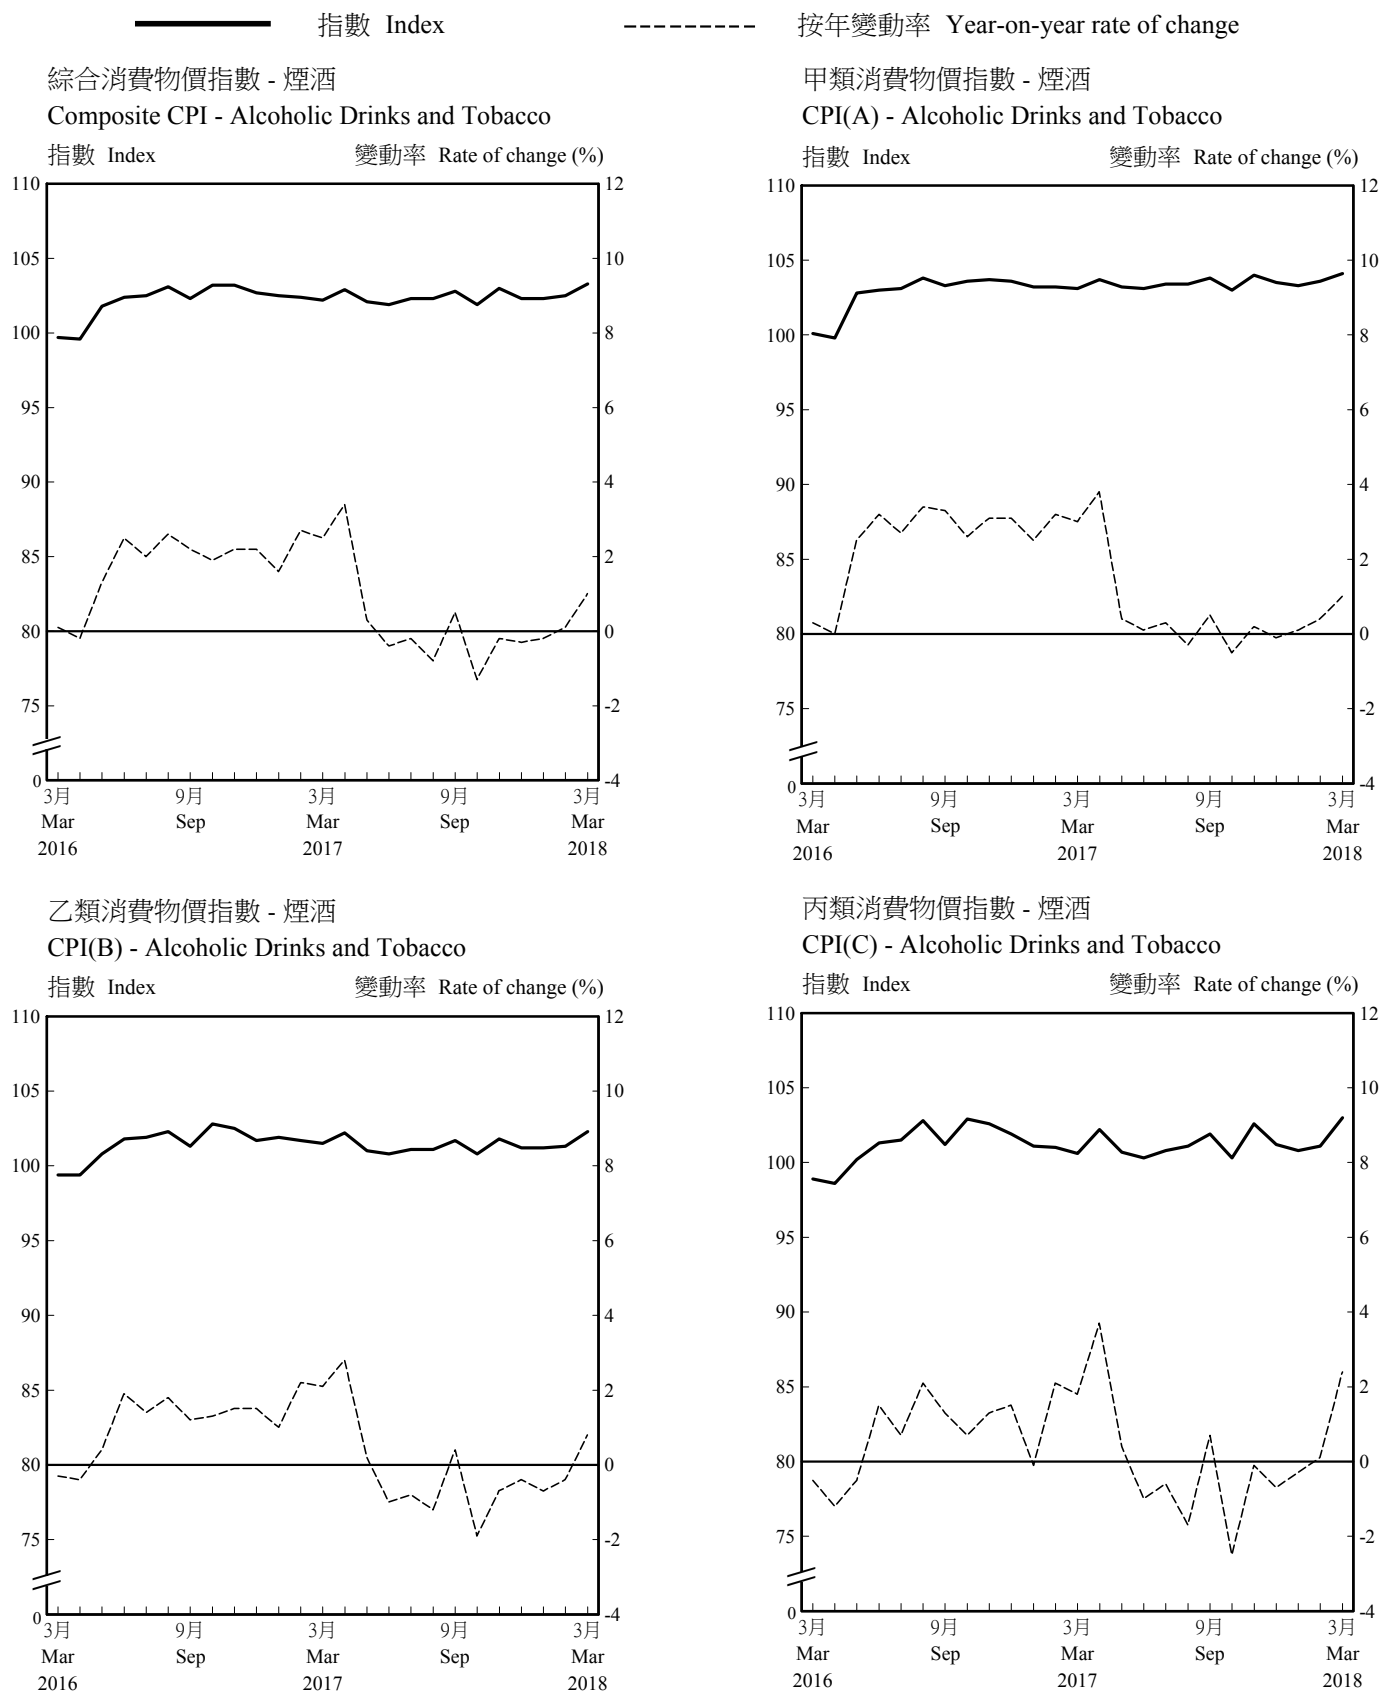 指數 Index
按年變動率 Year-on-year rate of change
綜合消費物價指數 - 煙酒
Composite CPI - Alcoholic Drinks and Tobacco
指數 Index 變動率 Rate of change (%)
110 12
105 10
100 8
95 6
90 4
85 2
80 0
75 -2
0 -4
3月 9月 3月 9月 3月
Mar Sep Mar Sep Mar
2016 2017 2018
甲類消費物價指數 - 煙酒
CPI(A) - Alcoholic Drinks and Tobacco
指數 Index 變動率 Rate of change (%)
110 12
105 10
100 8
95 6
90 4
85 2
80 0
75 -2
0 -4
3月 9月 3月 9月 3月
Mar Sep Mar Sep Mar
2016 2017 2018
乙類消費物價指數 - 煙酒
CPI(B) - Alcoholic Drinks and Tobacco
指數 Index 變動率 Rate of change (%)
110 12
105 10
100 8
95 6
90 4
85 2
80 0
75 -2
0 -4
3月 9月 3月 9月 3月
Mar Sep Mar Sep Mar
2016 2017 2018
丙類消費物價指數 - 煙酒
CPI(C) - Alcoholic Drinks and Tobacco
指數 Index 變動率 Rate of change (%)
110 12
105 10
100 8
95 6
90 4
85 2
80 0
75 -2
0 -4
3月 9月 3月 9月 3月
Mar Sep Mar Sep Mar
2016 2017 2018